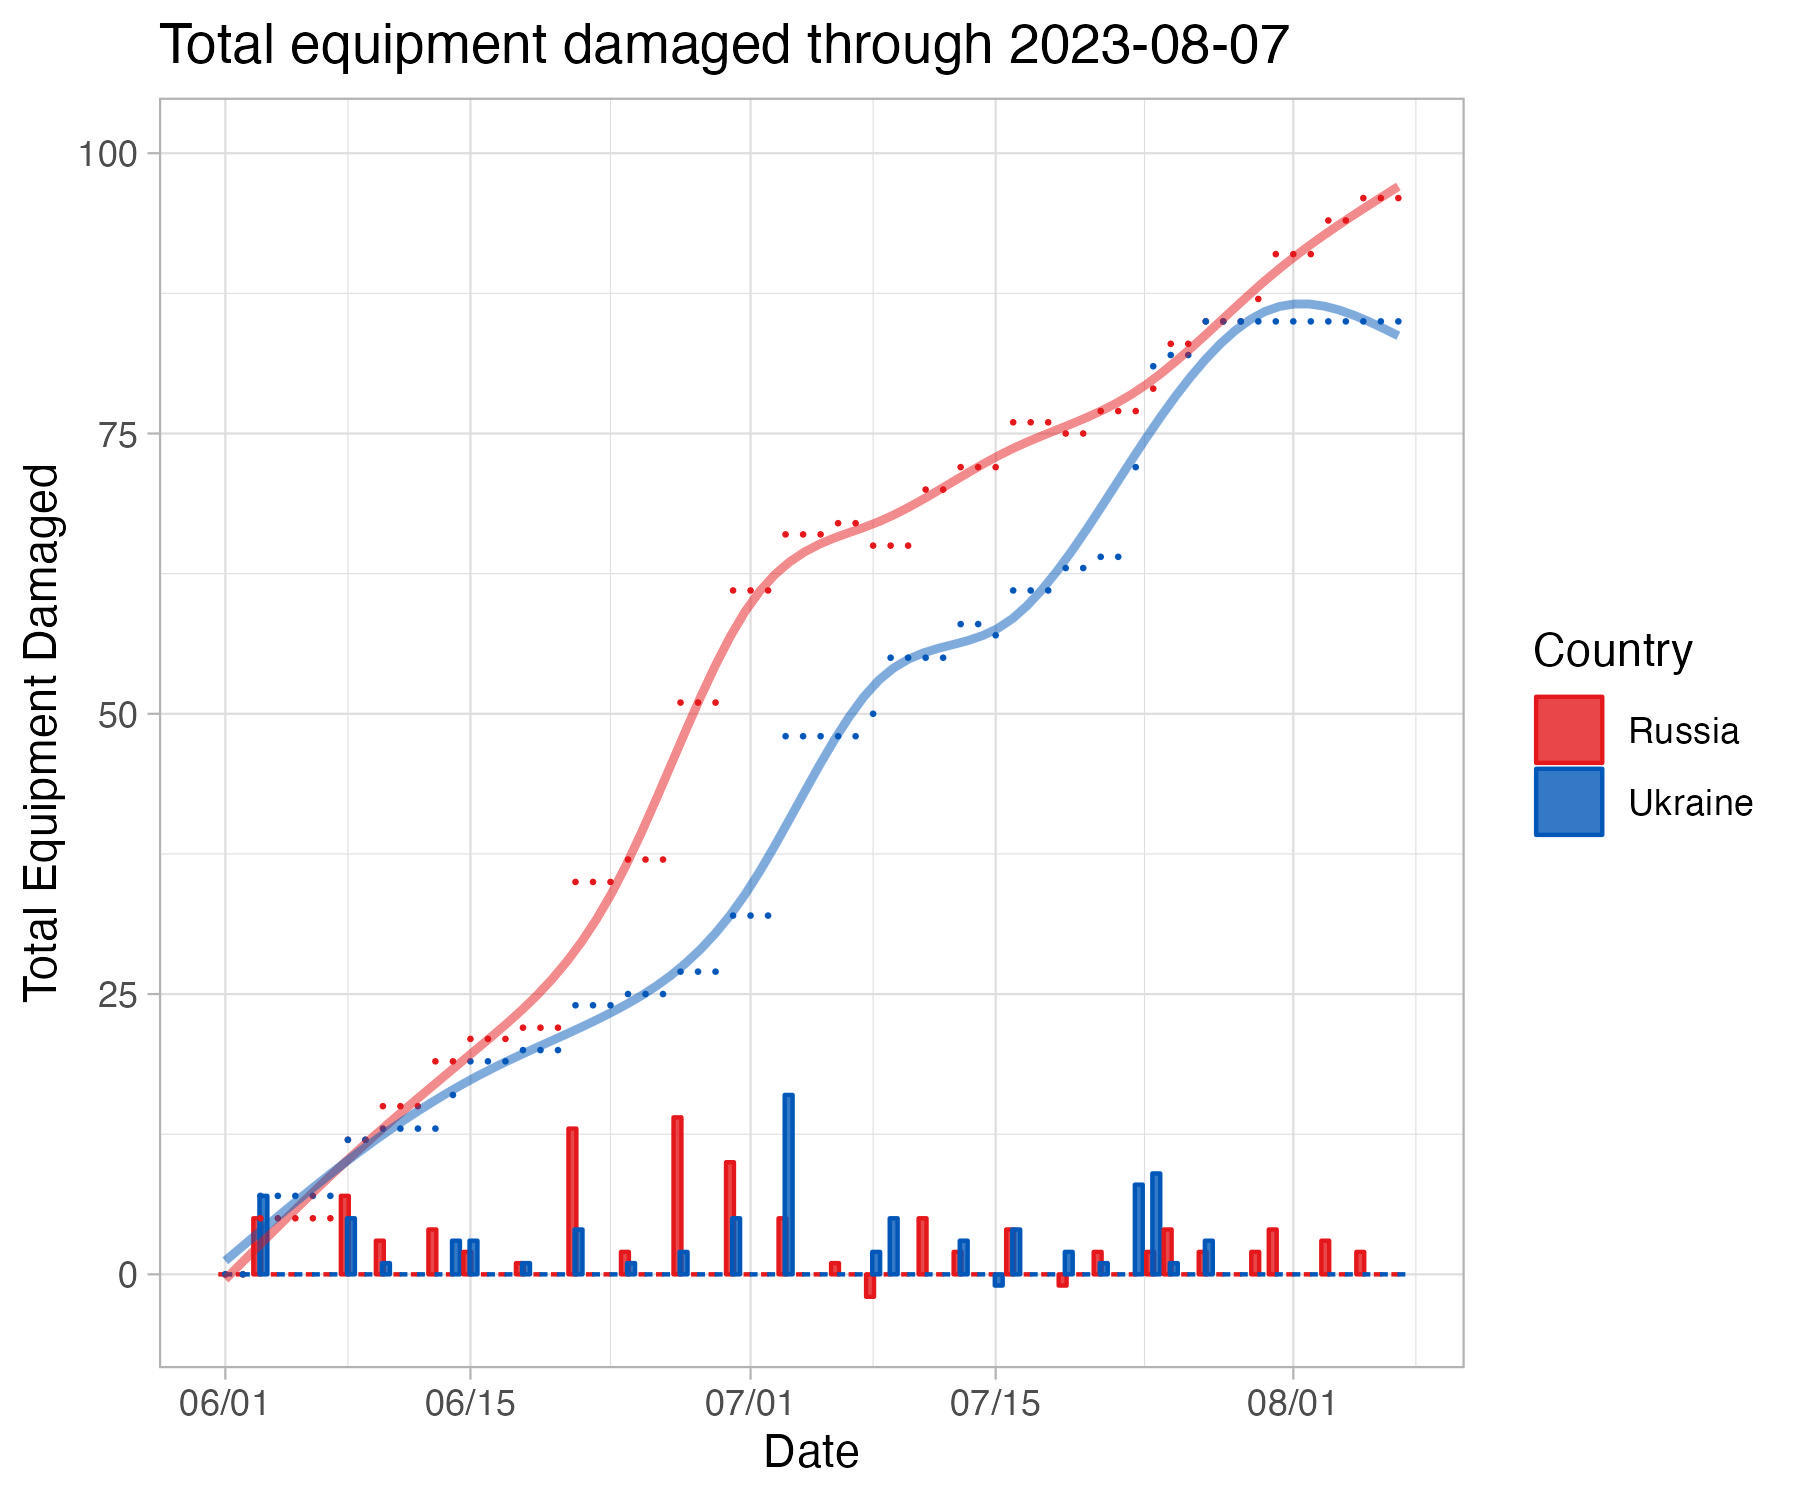 Total equipment damaged through 2023-08-07
Total Equipment Damaged
100
75
50
25
0
06/01
06/15
07/01
07/15
08/01
Date
Country
Russia
Ukraine